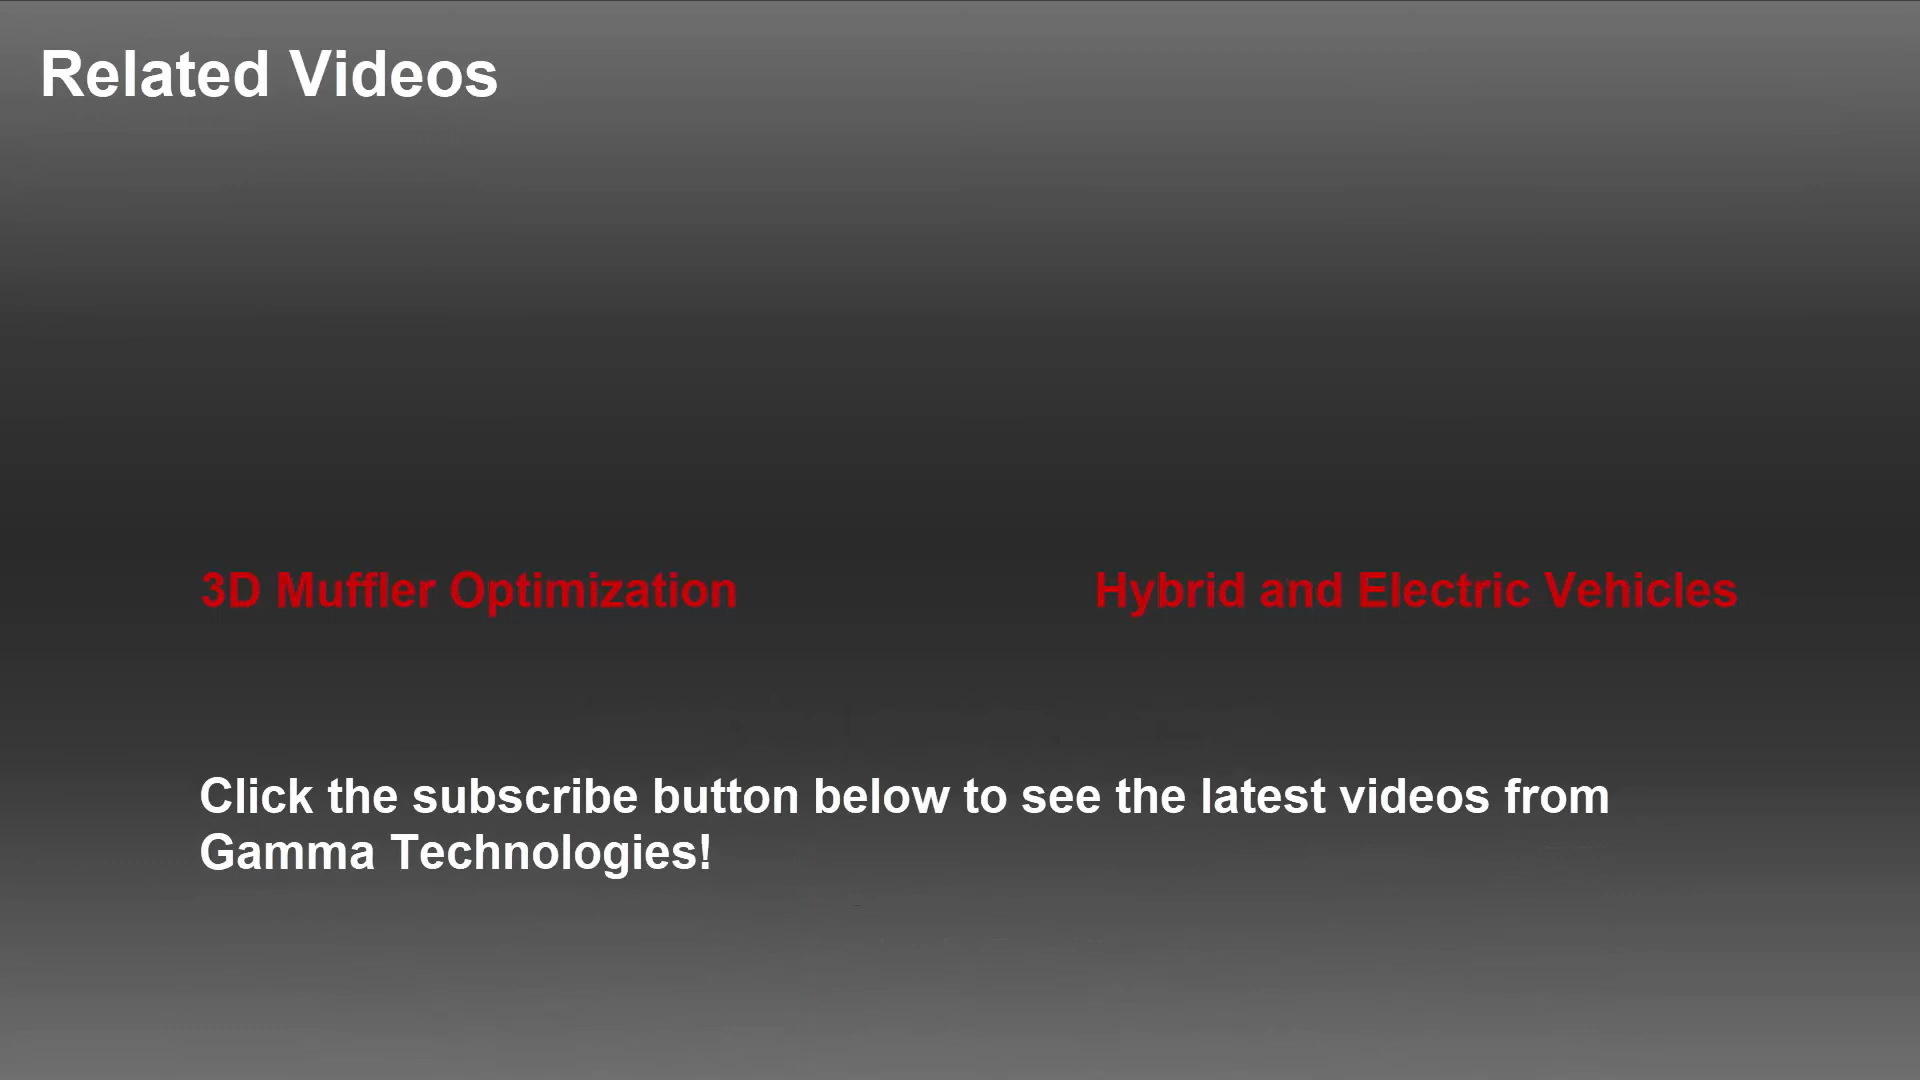 Related Videos
3D Muffler Optimization
Hybrid and Electric Vehicles
Click the subscribe button below to see the latest videos from
Gamma Technologies!